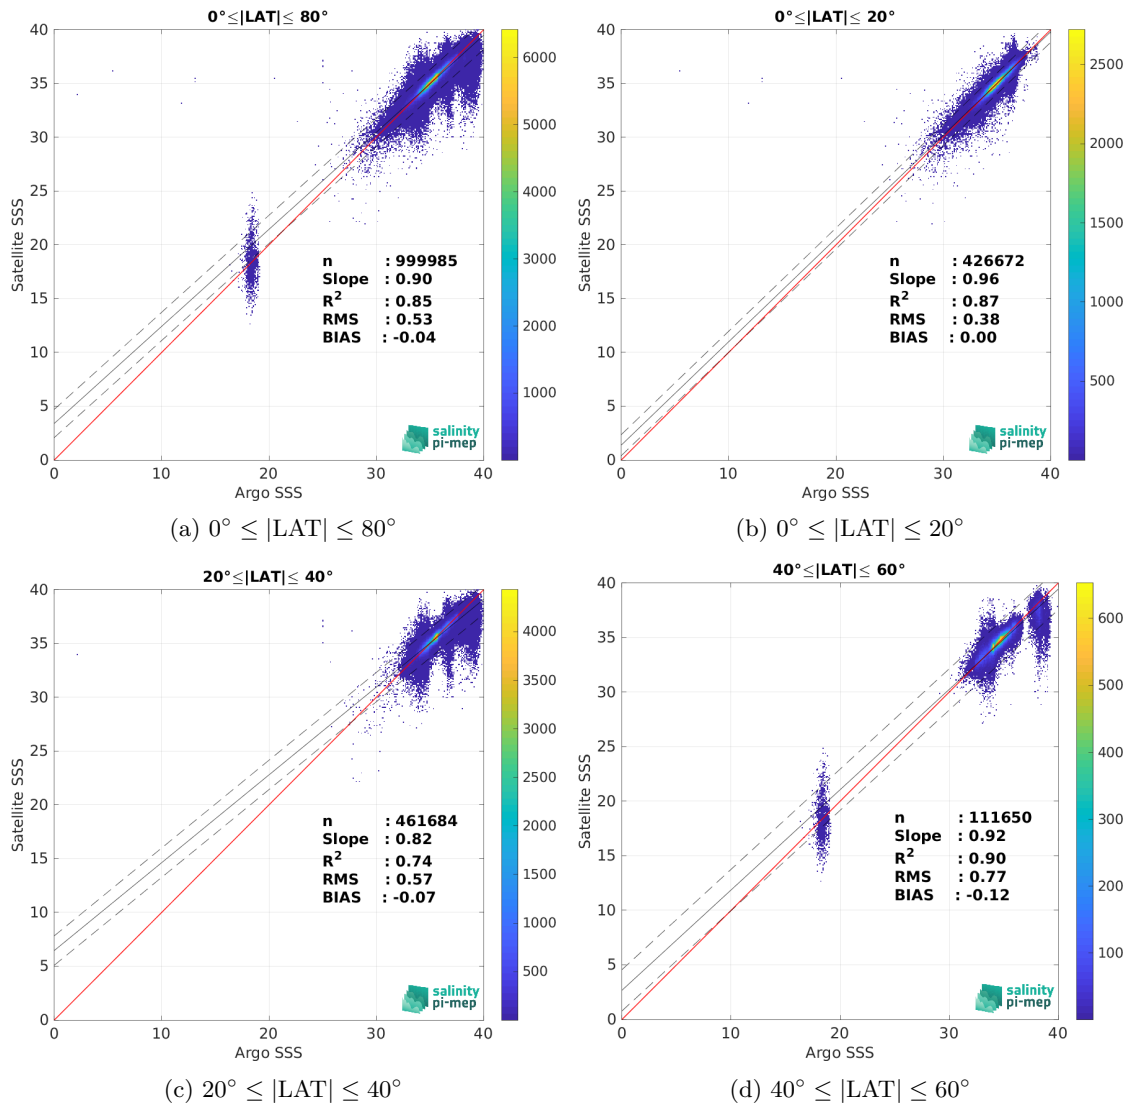 0°≤|LAT|≤ 80°
40
35
30
25
20
15
10
5
0
Satellite SSS
0
10
20
30
40
Argo SSS
n : 999985
Slope : 0.90
R² : 0.85
RMS : 0.53
BIAS : -0.04
salinity
pi-mep
6000
5000
4000
3000
2000
1000
(a) 0° ≤ |LAT| ≤ 80°
0°≤|LAT|≤ 20°
40
35
30
25
20
15
10
5
0
Satellite SSS
0
10
20
30
40
Argo SSS
n : 426672
Slope : 0.96
R² : 0.87
RMS : 0.38
BIAS : 0.00
salinity
pi-mep
2500
2000
1500
1000
500
(b) 0° ≤ |LAT| ≤ 20°
20°≤|LAT|≤ 40°
40
35
30
25
20
15
10
5
0
Satellite SSS
0
10
20
30
40
Argo SSS
n : 461684
Slope : 0.82
R² : 0.74
RMS : 0.57
BIAS : -0.07
salinity
pi-mep
4000
3500
3000
2500
2000
1500
1000
500
(c) 20° ≤ |LAT| ≤ 40°
40°≤|LAT|≤ 60°
40
35
30
25
20
15
10
5
0
Satellite SSS
0
10
20
30
40
Argo SSS
n : 111650
Slope : 0.92
R² : 0.90
RMS : 0.77
BIAS : -0.12
salinity
pi-mep
600
500
400
300
200
100
(d) 40° ≤ |LAT| ≤ 60°